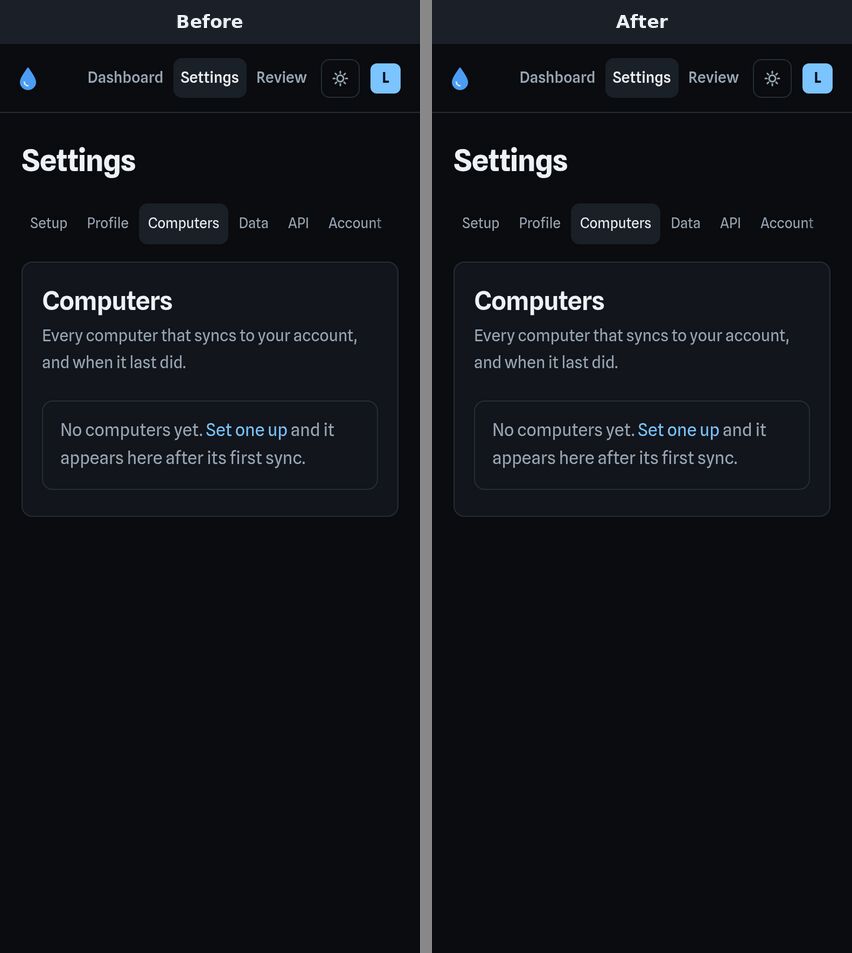 Before
Dashboard Settings Review L
Settings
Setup Profile Computers Data API Account
Computers
Every computer that syncs to your account,
and when it last did.
No computers yet. Set one up and it
appears here after its first sync.
After
Dashboard Settings Review L
Settings
Setup Profile Computers Data API Account
Computers
Every computer that syncs to your account,
and when it last did.
No computers yet. Set one up and it
appears here after its first sync.